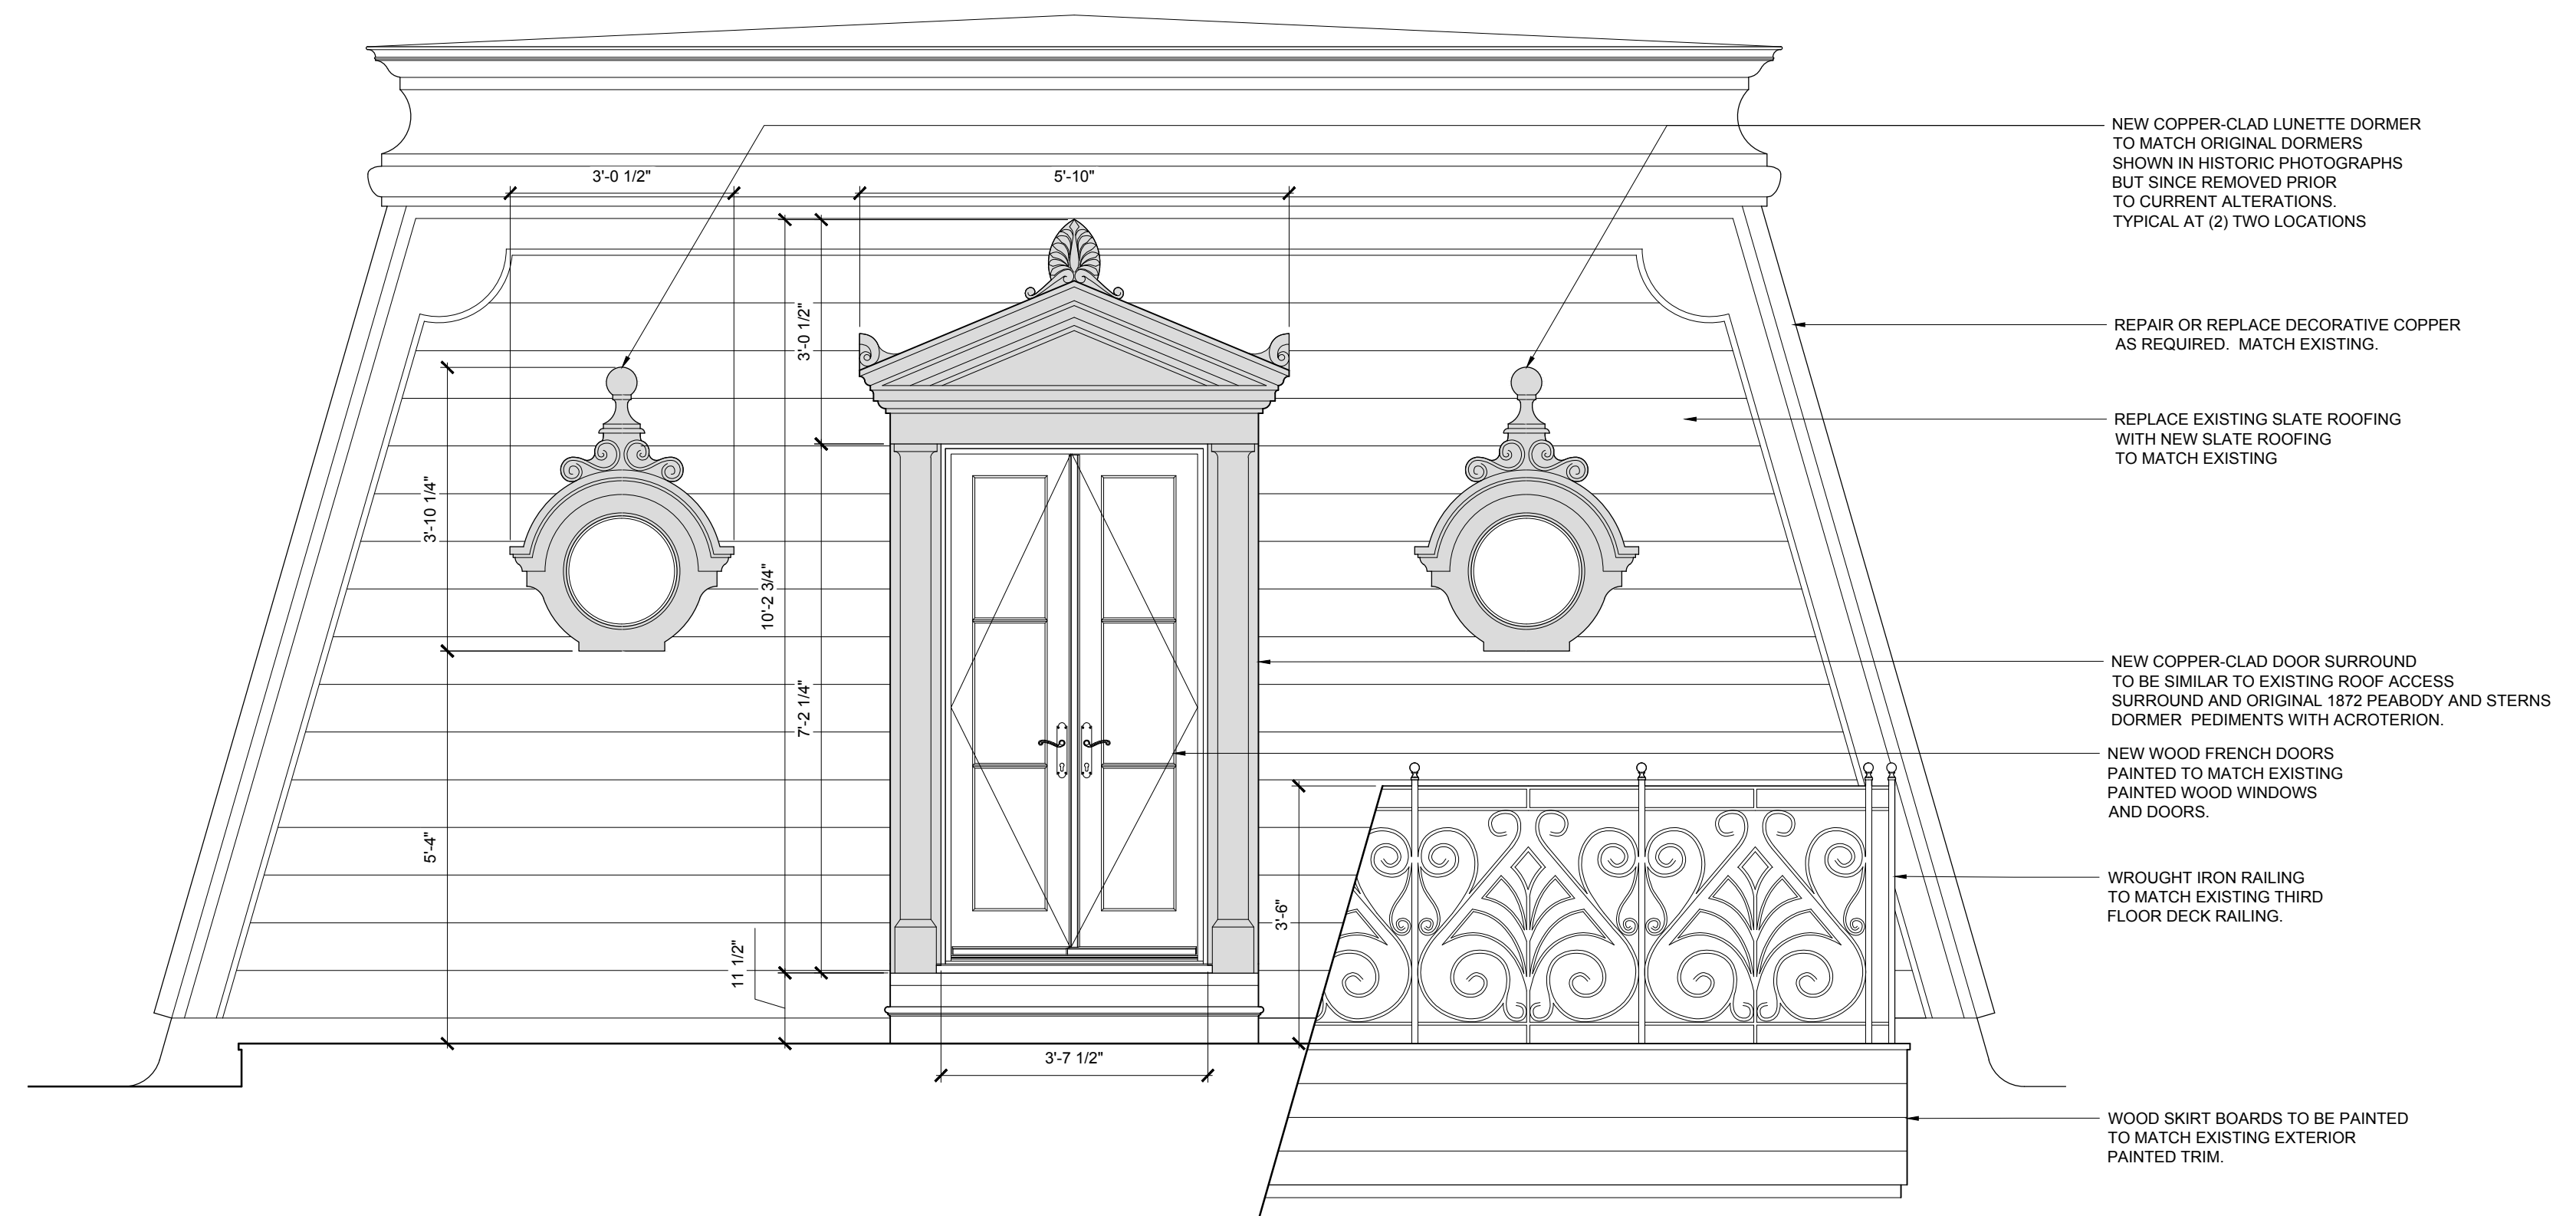 NEW COPPER-CLAD LUNETTE DORMER
TO MATCH ORIGINAL DORMERS
SHOWN IN HISTORIC PHOTOGRAPHS
BUT SINCE REMOVED PRIOR
TO CURRENT ALTERATIONS.
TYPICAL AT (2) TWO LOCATIONS
3'-0 1/2"
5'-10"
3'-0 1/2"
REPAIR OR REPLACE DECORATIVE COPPER
AS REQUIRED. MATCH EXISTING.
REPLACE EXISTING SLATE ROOFING
WITH NEW SLATE ROOFING
TO MATCH EXISTING
3'-10 1/4"
10'-2 3/4"
7'-2 1/4"
NEW COPPER-CLAD DOOR SURROUND
TO BE SIMILAR TO EXISTING ROOF ACCESS
SURROUND AND ORIGINAL 1872 PEABODY AND STERNS
DORMER PEDIMENTS WITH ACROTERION.
NEW WOOD FRENCH DOORS
PAINTED TO MATCH EXISTING
PAINTED WOOD WINDOWS
AND DOORS.
5'-4"
11 1/2"
3'-6"
WROUGHT IRON RAILING
TO MATCH EXISTING THIRD
FLOOR DECK RAILING.
3'-7 1/2"
WOOD SKIRT BOARDS TO BE PAINTED
TO MATCH EXISTING EXTERIOR
PAINTED TRIM.